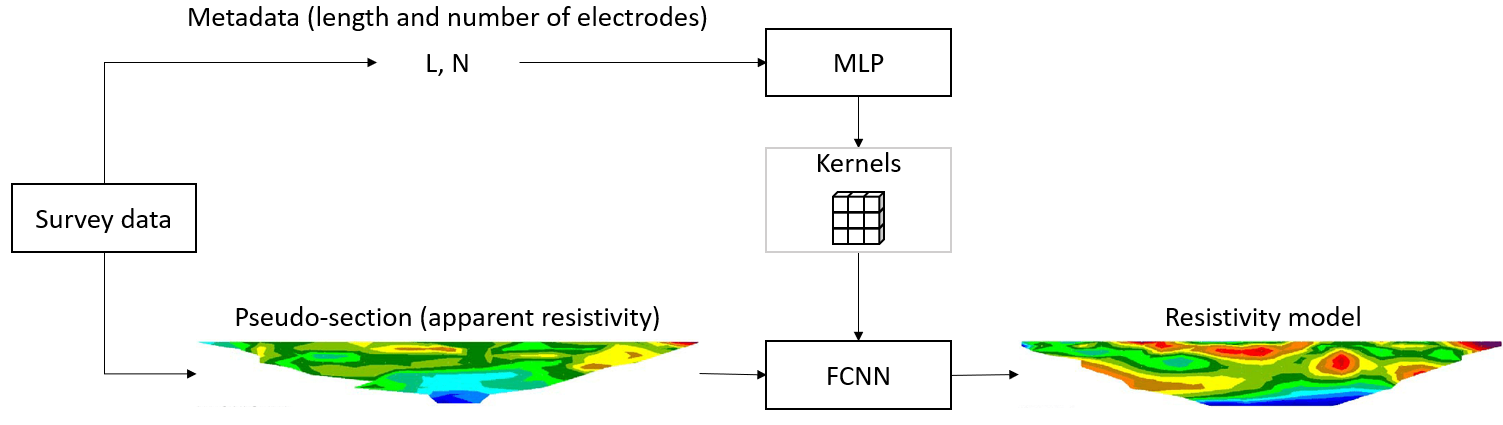 Metadata (length and number of electrodes)
L, N
MLP
Kernels
Survey data
Pseudo-section (apparent resistivity)
Resistivity model
FCNN